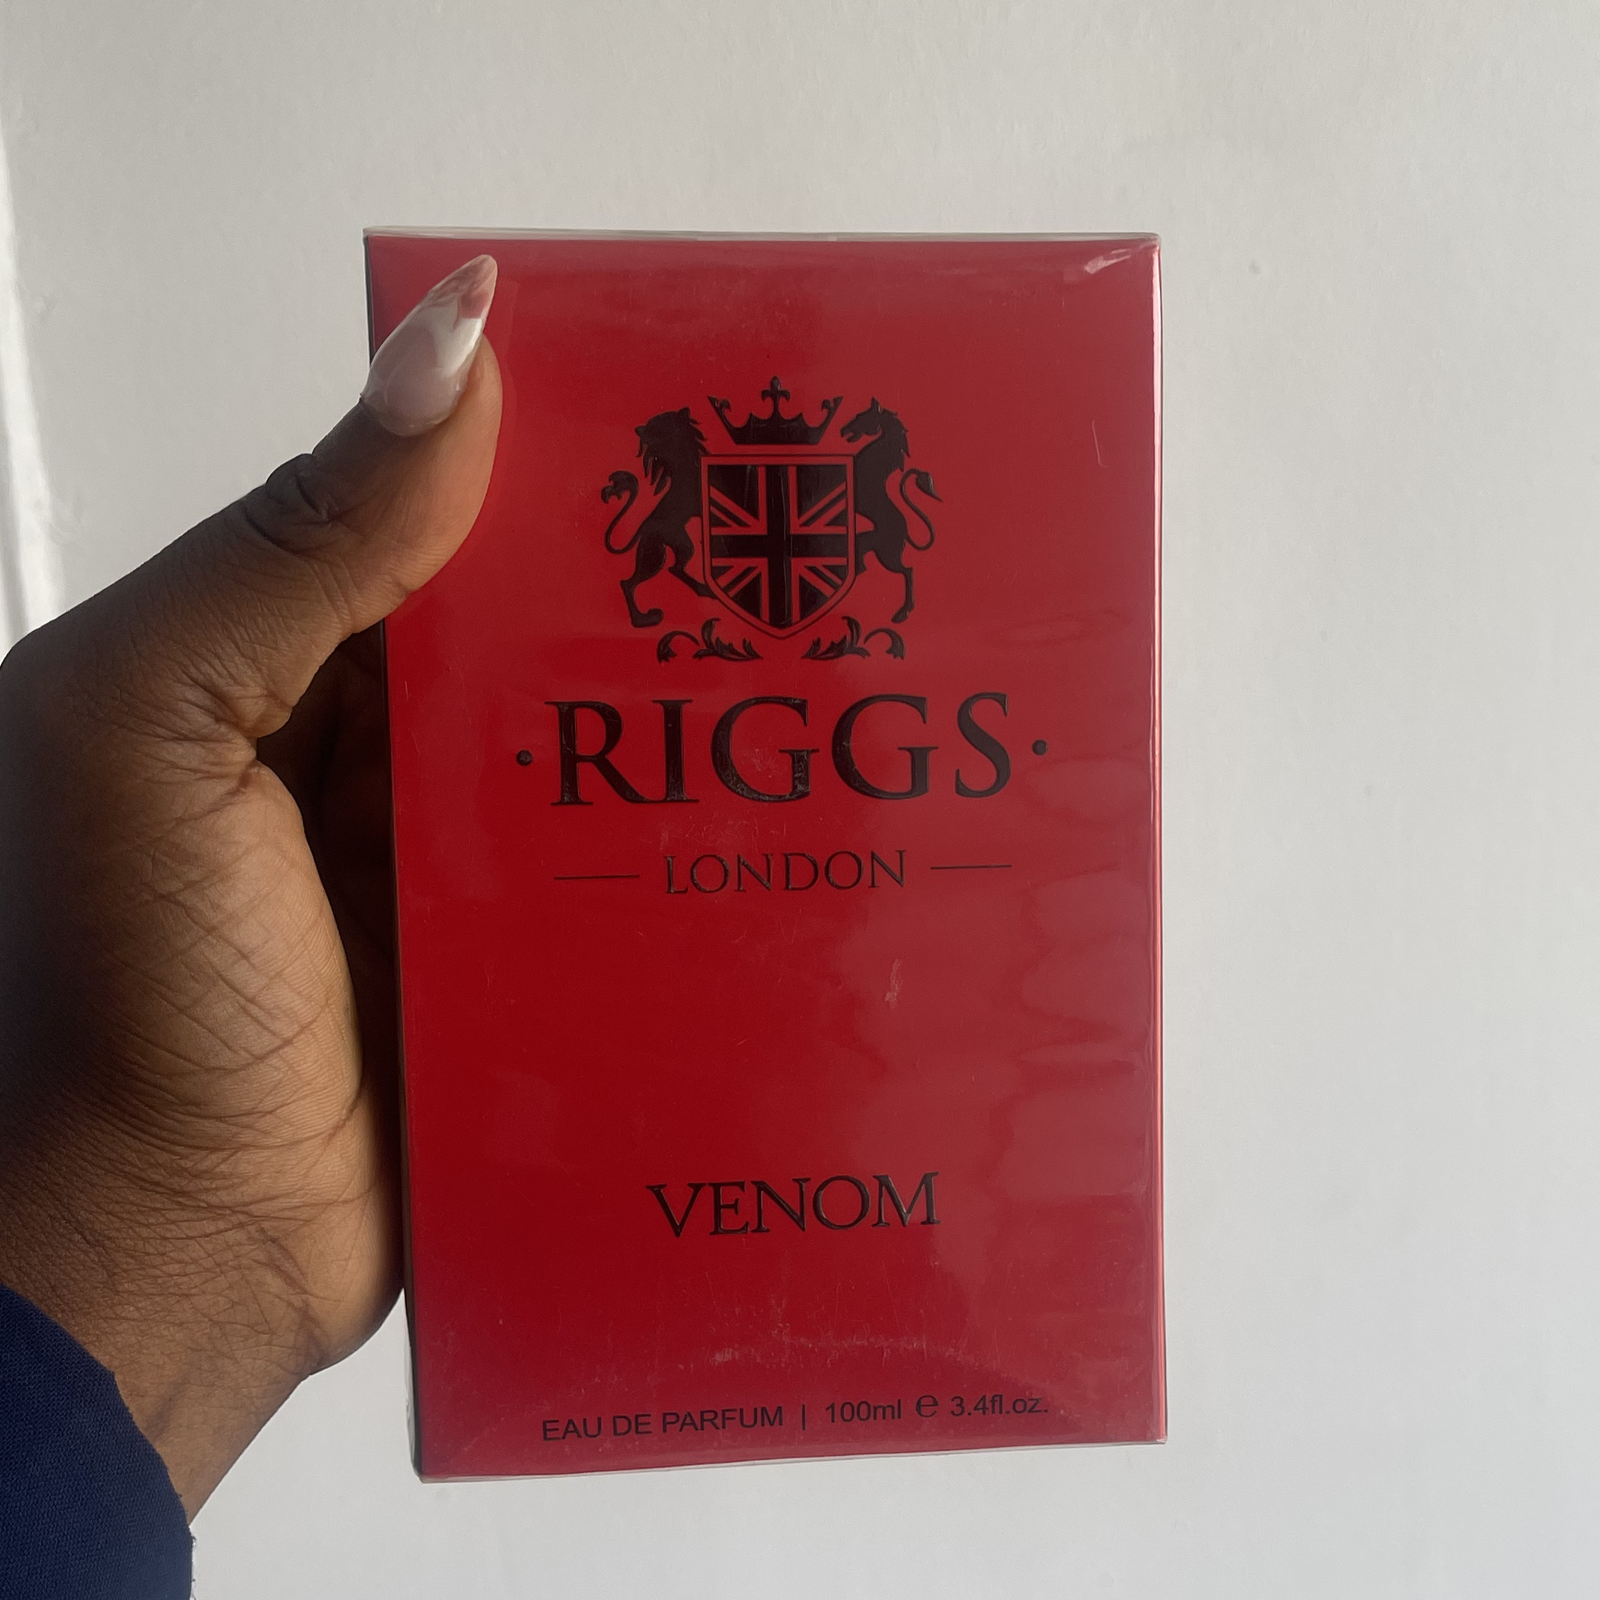 ·RIGGS·
LONDON
VENOM
EAU DE PARFUM | 100ml ℮ 3.4fl.oz.